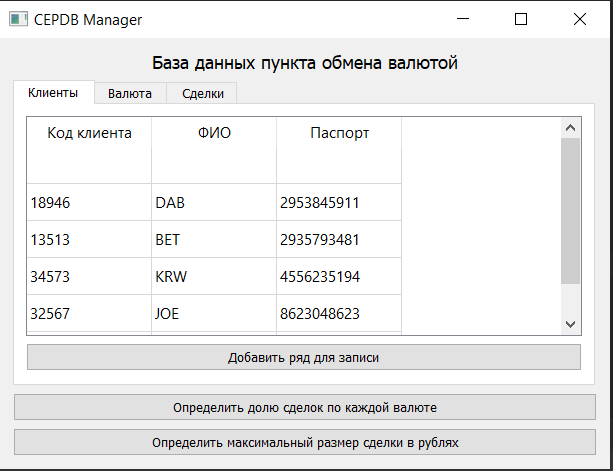 CEPDB Manager
База данных пункта обмена валютой
Клиенты Валюта Сделки
Код клиента ФИО Паспорт
18946 DAB 2953845911
13513 BET 2935793481
34573 KRW 4556235194
32567 JOE 8623048623
Добавить ряд для записи
Определить долю сделок по каждой валюте
Определить максимальный размер сделки в рублях